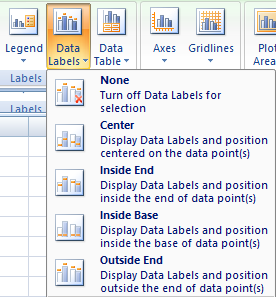 Legend
Data Labels
Data Table
Axes
Gridlines
Plot Area
Labels
Labels
None
Turn off Data Labels for
selection
Center
Display Data Labels and position
centered on the data point(s)
Inside End
Display Data Labels and position
inside the end of data point(s)
Inside Base
Display Data Labels and position
inside the base of data point(s)
Outside End
Display Data Labels and position
outside the end of data point(s)